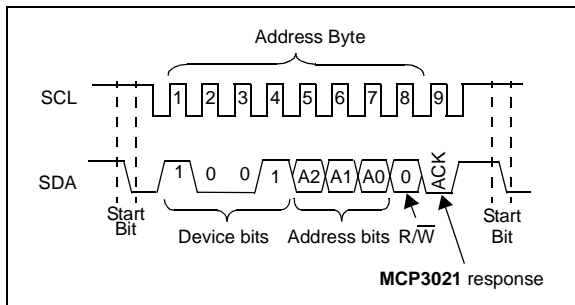 Address Byte
SCL 1 2 3 4 5 6 7 8 9
SDA 1 0 0 1 A2 A1 A0 0 ACK
Start Bit
Device bits
Address bits
R/W̅
Start Bit
MCP3021 response